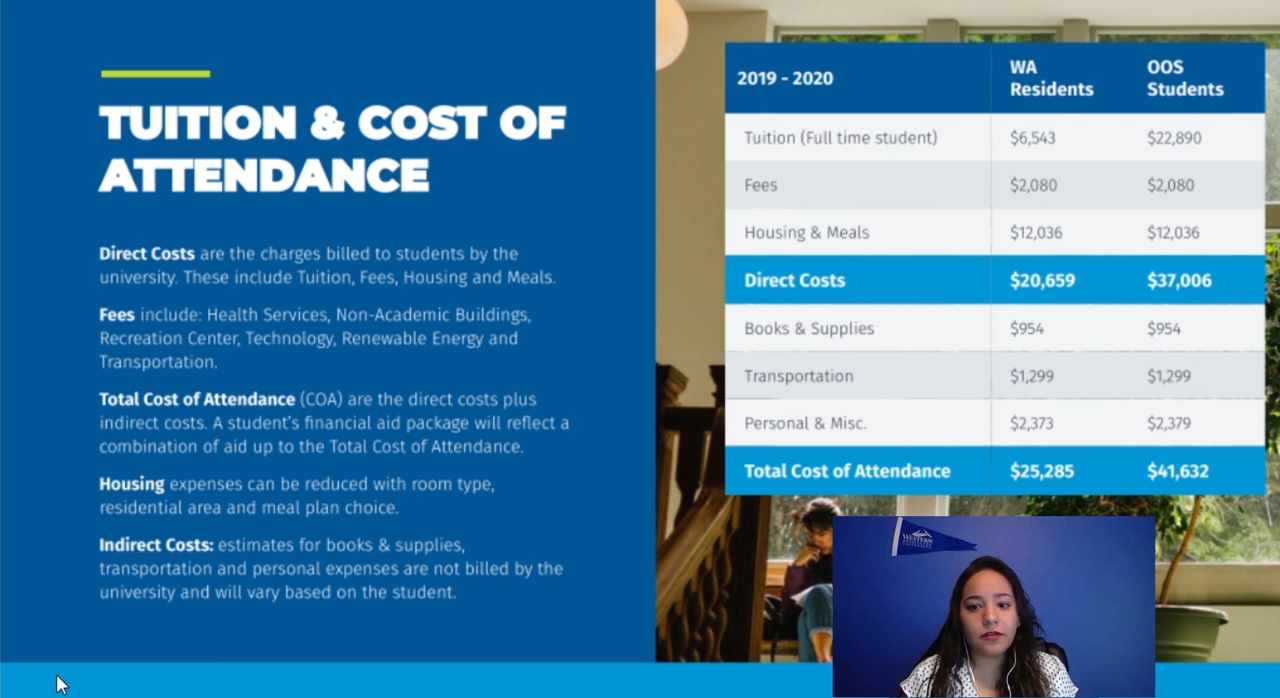 TUITION & COST OF
ATTENDANCE
Direct Costs are the charges billed to students by the
university. These include Tuition, Fees, Housing and Meals.
Fees include: Health Services, Non-Academic Buildings,
Recreation Center, Technology, Renewable Energy and
Transportation.
Total Cost of Attendance (COA) are the direct costs plus
indirect costs. A student's financial aid package will reflect a
combination of aid up to the Total Cost of Attendance.
Housing expenses can be reduced with room type,
residential area and meal plan choice.
Indirect Costs: estimates for books & supplies,
transportation and personal expenses are not billed by the
university and will vary based on the student.
2019 - 2020 WA Residents OOS Students
Tuition (Full time student) $6,543 $22,890
Fees $2,080 $2,080
Housing & Meals $12,036 $12,036
Direct Costs $20,659 $37,006
Books & Supplies $954 $954
Transportation $1,299 $1,299
Personal & Misc. $2,373 $2,379
Total Cost of Attendance $25,285 $41,632
WESTERN